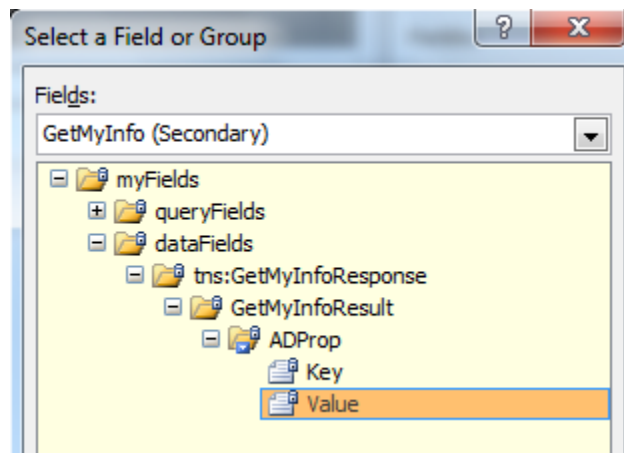 Select a Field or Group
Fields:
GetMyInfo (Secondary)
myFields
queryFields
dataFields
tns:GetMyInfoResponse
GetMyInfoResult
ADProp
Key
Value